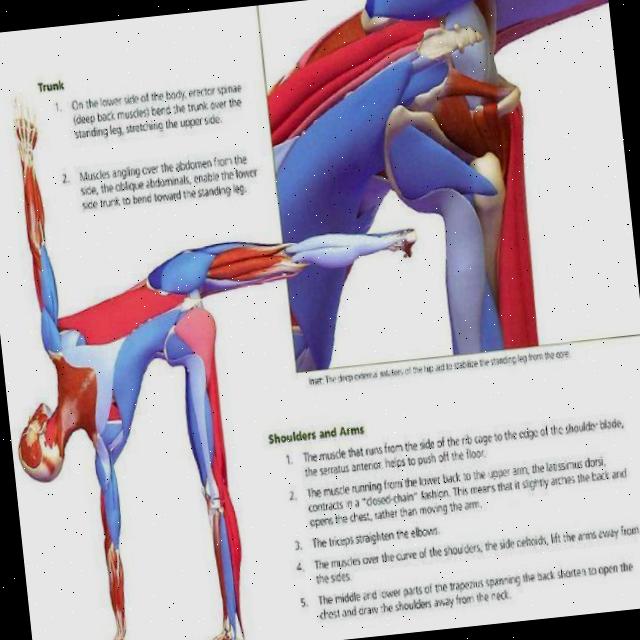 Trunk
1. On the lower side of the body, erector spinae
(deep back muscles) bend the trunk over the
standing leg, stretching the upper side.
2. Muscles angling over the abdomen from the
side, the oblique abdominals, enable the lower
side trunk to bend toward the standing leg.
Inset: The deep external rotators of the hip aid to stabilize the standing leg from the core.
Shoulders and Arms
1. The muscle that runs from the side of the rib cage to the edge of the shoulder blade,
the serratus anterior, helps to push off the floor.
2. The muscle running from the lower back to the upper arm, the latissimus dorsi,
contracts in a "closed-chain" fashion. This means that it slightly arches the back and
opens the chest, rather than moving the arm.
3. The triceps straighten the elbows.
4. The muscles over the curve of the shoulders, the side deltoids, lift the arms away from
the sides.
5. The middle and lower parts of the trapezius spanning the back shorten to open the
chest and draw the shoulders away from the neck.